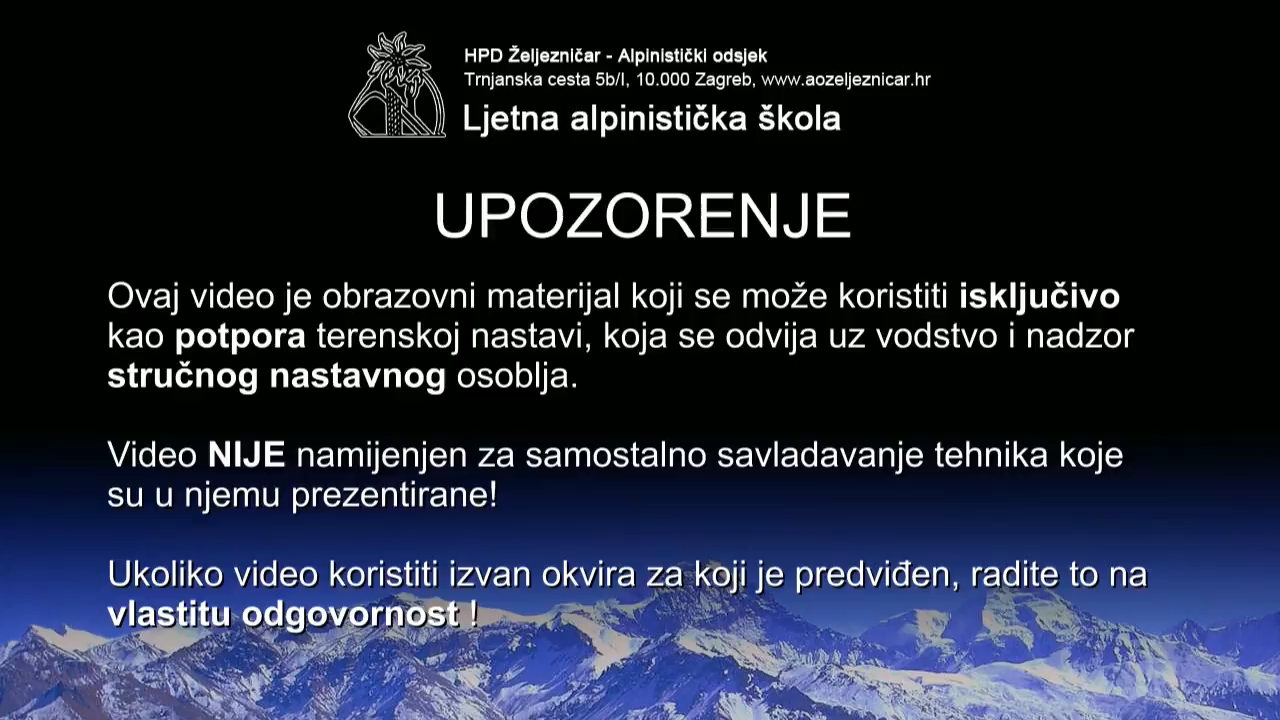 HPD Željezničar - Alpinistički odsjek
Trnjanska cesta 5b/I, 10.000 Zagreb, www.aozeljeznicar.hr
Ljetna alpinistička škola
UPOZORENJE
Ovaj video je obrazovni materijal koji se može koristiti isključivo
kao potpora terenskoj nastavi, koja se odvija uz vodstvo i nadzor
stručnog nastavnog osoblja.
Video NIJE namijenjen za samostalno savladavanje tehnika koje
su u njemu prezentirane!
Ukoliko video koristiti izvan okvira za koji je predviđen, radite to na
vlastitu odgovornost !